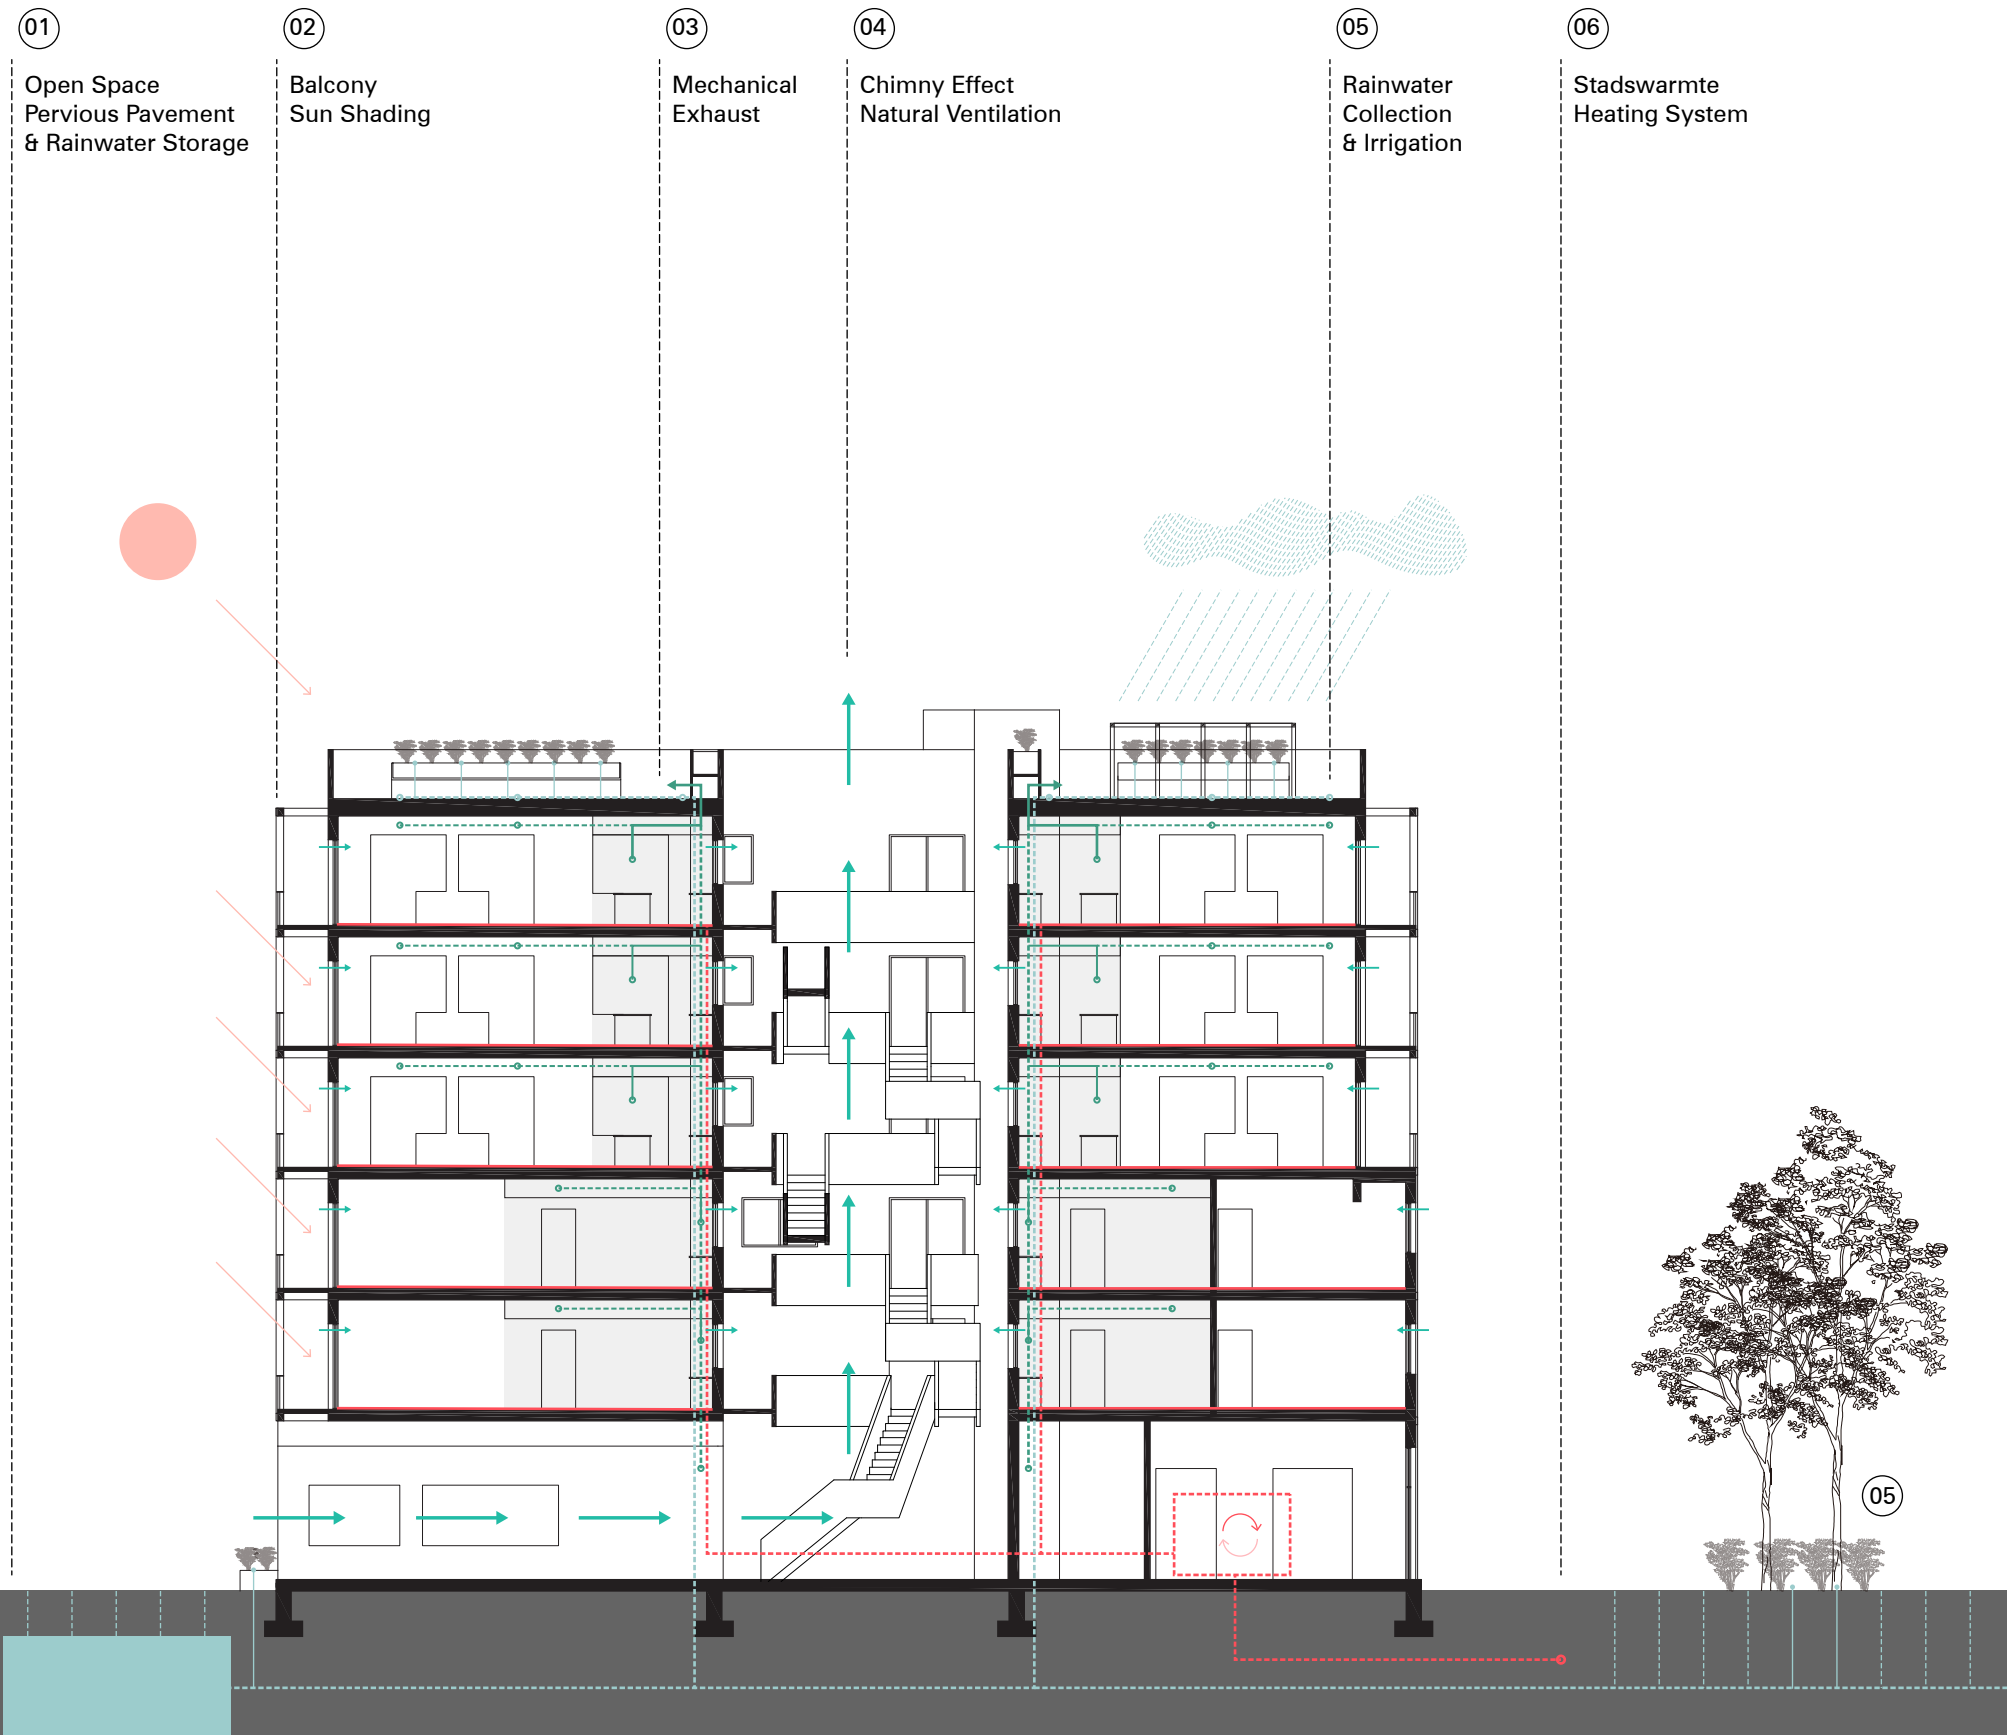 01
Open Space
Pervious Pavement
& Rainwater Storage
02
Balcony
Sun Shading
03
Mechanical
Exhaust
04
Chimny Effect
Natural Ventilation
05
Rainwater
Collection
& Irrigation
06
Stadswarmte
Heating System
05